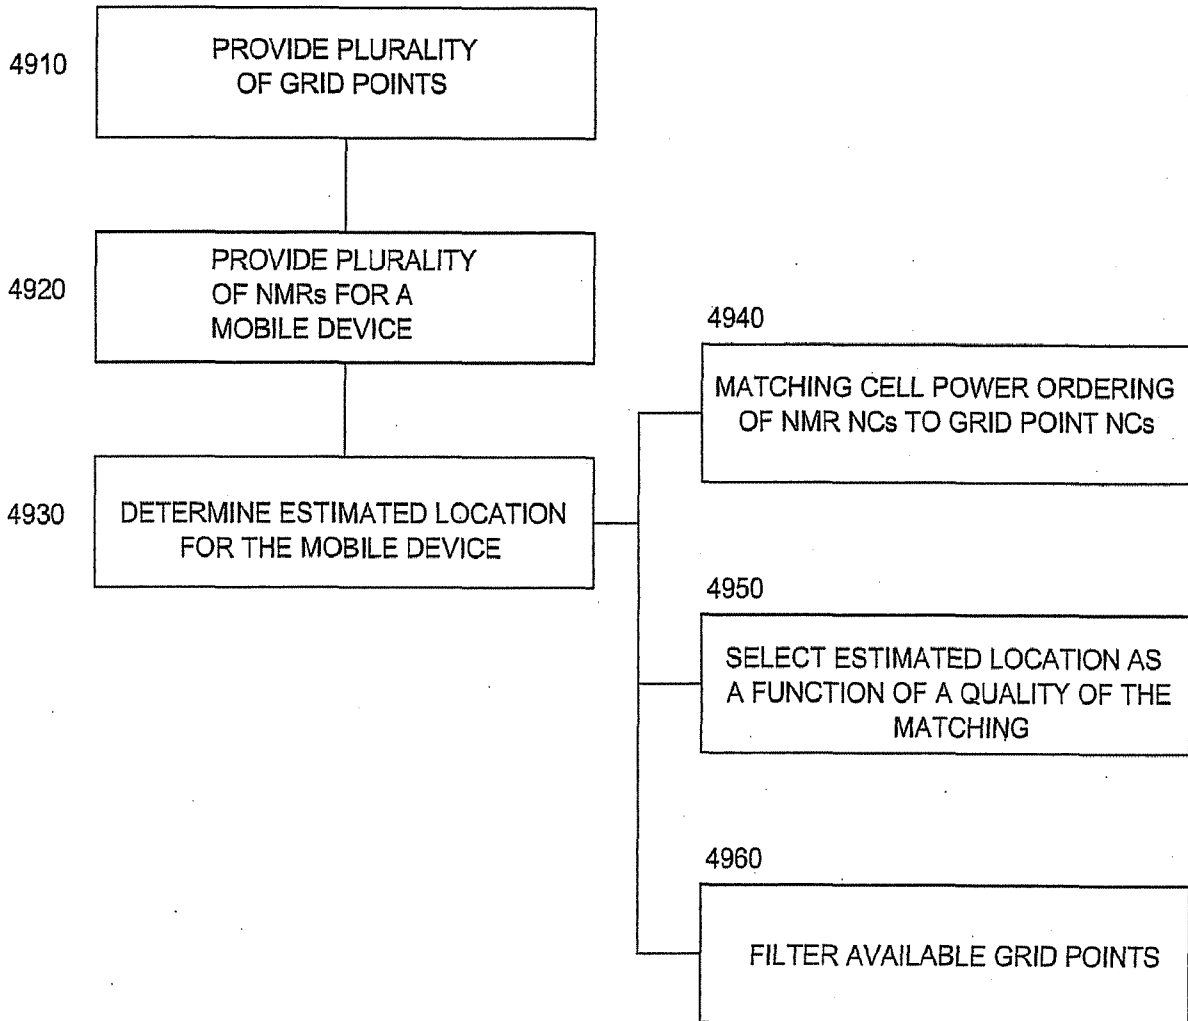 4910
PROVIDE PLURALITY
OF GRID POINTS
4920
PROVIDE PLURALITY
OF NMRs FOR A
MOBILE DEVICE
4930
DETERMINE ESTIMATED LOCATION
FOR THE MOBILE DEVICE
4940
MATCHING CELL POWER ORDERING
OF NMR NCs TO GRID POINT NCs
4950
SELECT ESTIMATED LOCATION AS
A FUNCTION OF A QUALITY OF THE
MATCHING
4960
FILTER AVAILABLE GRID POINTS